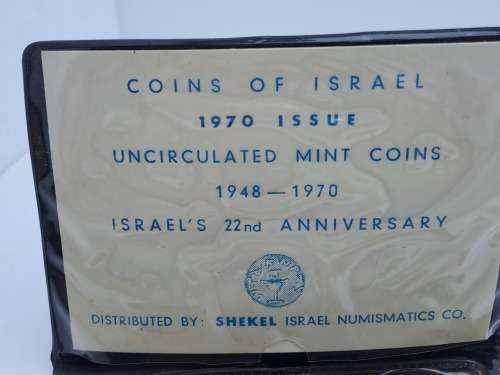 COINS OF ISRAEL
1970 ISSUE
UNCIRCULATED MINT COINS
1948—1970
ISRAEL'S 22nd ANNIVERSARY
DISTRIBUTED BY: SHEKEL ISRAEL NUMISMATICS CO.